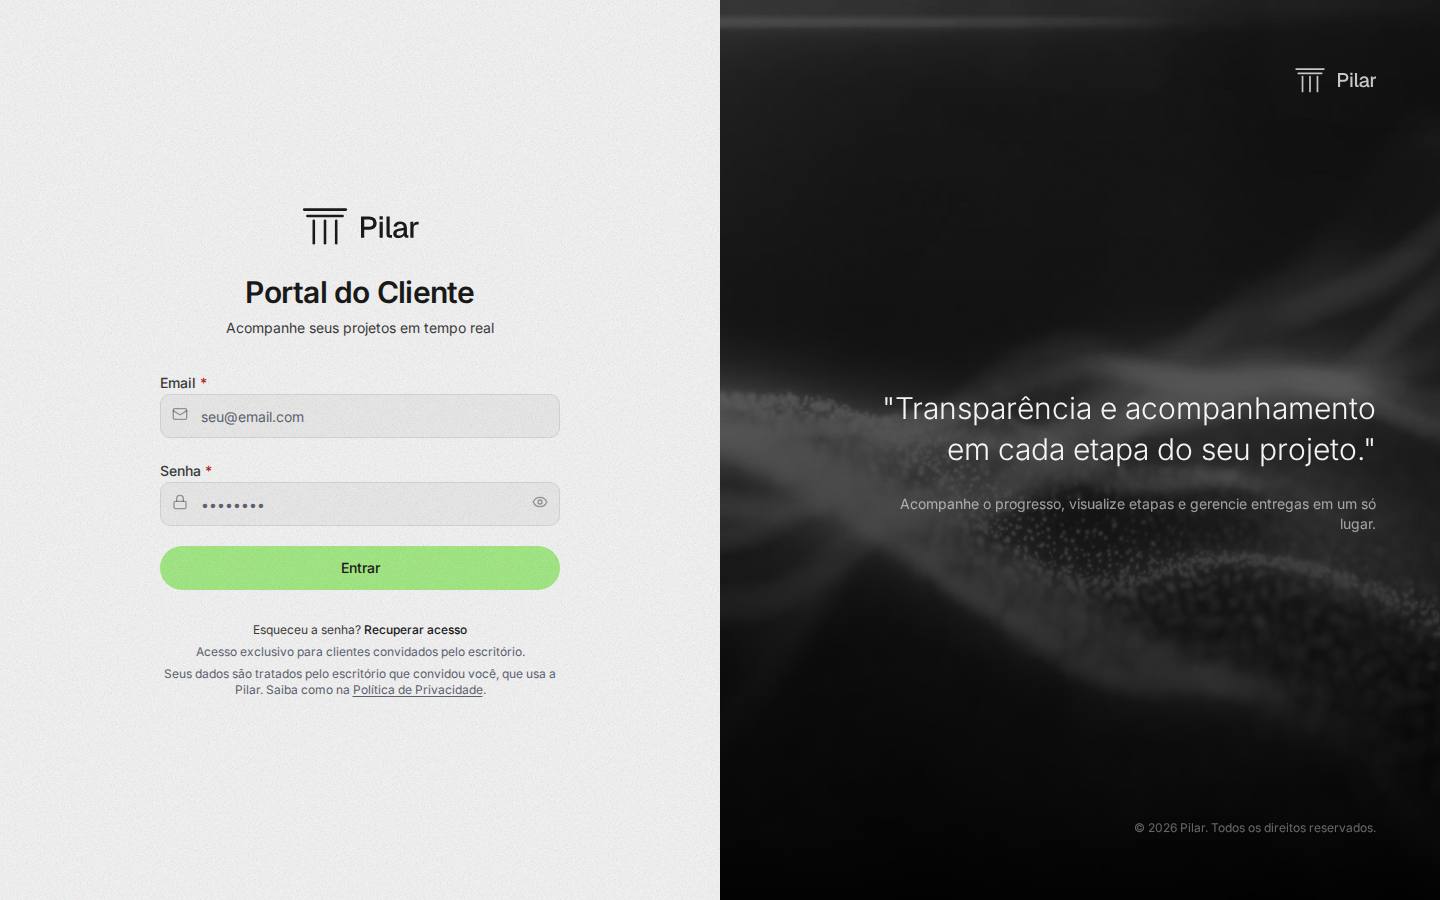 Pilar
Portal do Cliente
Acompanhe seus projetos em tempo real
Email *
seu@email.com
Senha *
••••••••
Entrar
Esqueceu a senha? Recuperar acesso
Acesso exclusivo para clientes convidados pelo escritório.
Seus dados são tratados pelo escritório que convidou você, que usa a
Pilar. Saiba como na Política de Privacidade.
Pilar
"Transparência e acompanhamento
em cada etapa do seu projeto."
Acompanhe o progresso, visualize etapas e gerencie entregas em um só
lugar.
© 2026 Pilar. Todos os direitos reservados.